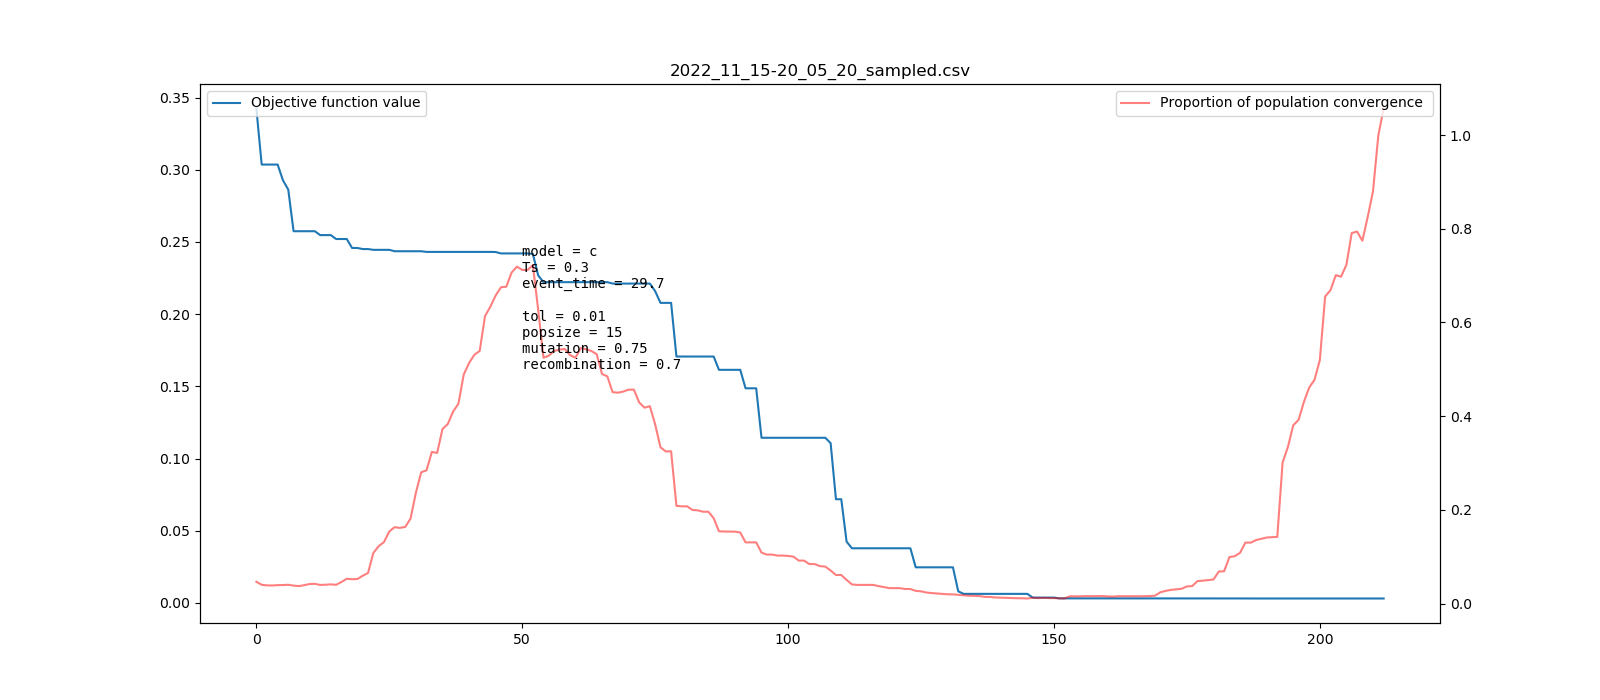 2022_11_15-20_05_20_sampled.csv
Objective function value
Proportion of population convergence
0.35
0.30
0.25
0.20
0.15
0.10
0.05
0.00
model = c
Ts = 0.3
event_time = 29.7
tol = 0.01
popsize = 15
mutation = 0.75
recombination = 0.7
1.0
0.8
0.6
0.4
0.2
0.0
0 50 100 150 200